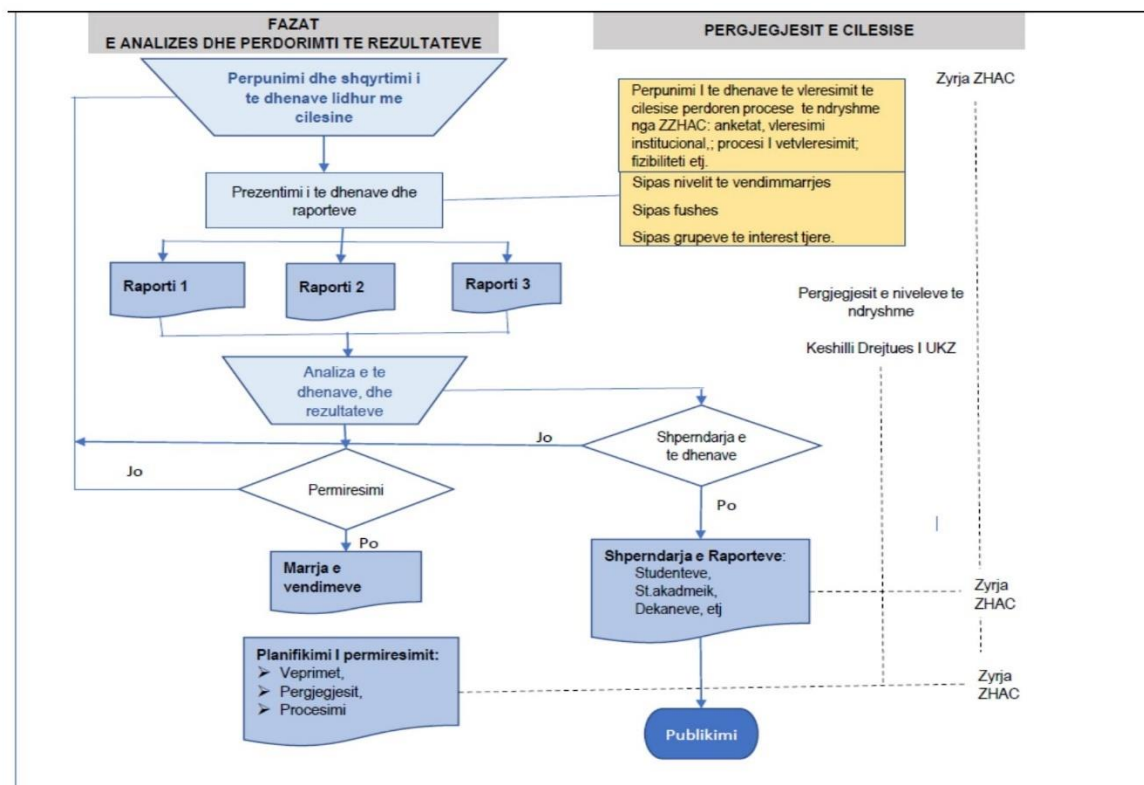 FAZAT
E ANALIZES DHE PERDORIMTI TE REZULTATEVE
PERGJEGJESIT E CILESISE
Perpunimi dhe shqyrtimi i
te dhenave lidhur me
cilesine
Perpunimi I te dhenave te vleresimit te
cilesise perdoren procese te ndryshme
nga ZZHAC: anketat, vleresimi
institucional,; procesi I vetvleresimit;
fizibiliteti etj.
Zyrja ZHAC
Prezentimi i te dhenave dhe
raporteve
Sipas nivelit te vendimmarrjes
Sipas fushes
Sipas grupeve te interest tjere.
Raporti 1
Raporti 2
Raporti 3
Pergjegjesit e niveleve te
ndryshme
Keshilli Drejtues I UKZ
Analiza e te
dhenave, dhe
rezultateve
Jo
Shperndarja e
te dhenave
Jo
Permiresimi
Po
Po
Marrja e
vendimeve
Shperndarja e Raporteve:
Studenteve,
St.akadmeik,
Dekaneve, etj
Zyrja
ZHAC
Planifikimi I permiresimit:
➢ Veprimet,
➢ Pergjegjesit,
➢ Procesimi
Zyrja
ZHAC
Publikimi